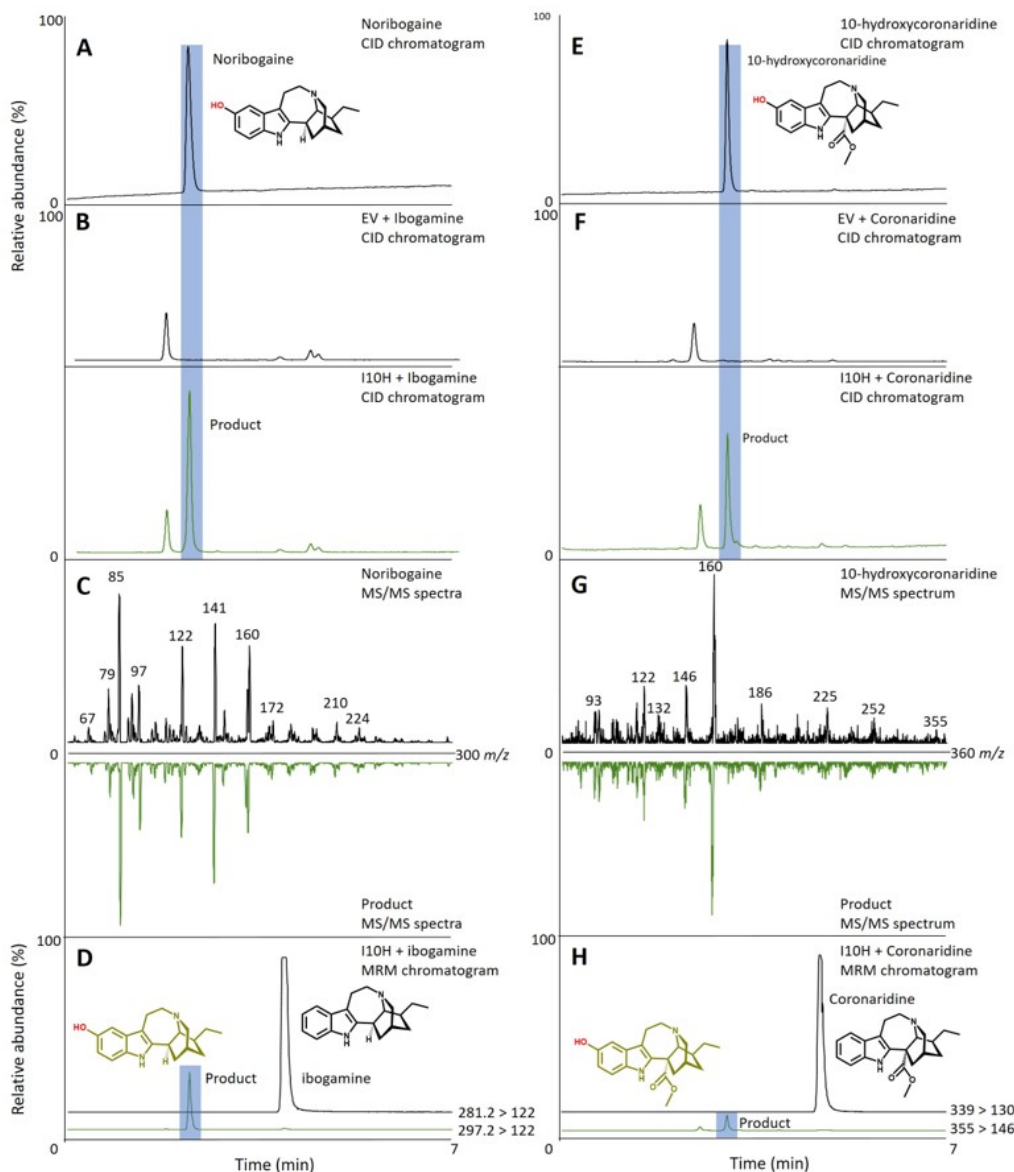 A
Noribogaine
CID chromatogram
Noribogaine
HO
N
N
H
H
Relative abundance (%)
100
0
B
EV + Ibogamine
CID chromatogram
100
I10H + Ibogamine
CID chromatogram
Product
0
C
Noribogaine
MS/MS spectra
85
79
67
97
122
141
160
172
210
224
0
300 m/z
Product
MS/MS spectra
Relative abundance (%)
100
D
I10H + ibogamine
MRM chromatogram
HO
N
N
H
H
Product
N
N
H
H
ibogamine
281.2 > 122
297.2 > 122
0
0
Time (min)
7
E
10-hydroxycoronaridine
CID chromatogram
10-hydroxycoronaridine
HO
N
N
H
O
O
100
0
F
EV + Coronaridine
CID chromatogram
100
I10H + Coronaridine
CID chromatogram
Product
0
G
10-hydroxycoronaridine
MS/MS spectrum
160
93
122
132
146
186
225
252
355
0
360 m/z
Product
MS/MS spectrum
100
H
I10H + Coronaridine
MRM chromatogram
Coronaridine
HO
N
N
H
O
O
N
N
H
O
O
Product
339 > 130
355 > 146
0
0
Time (min)
7